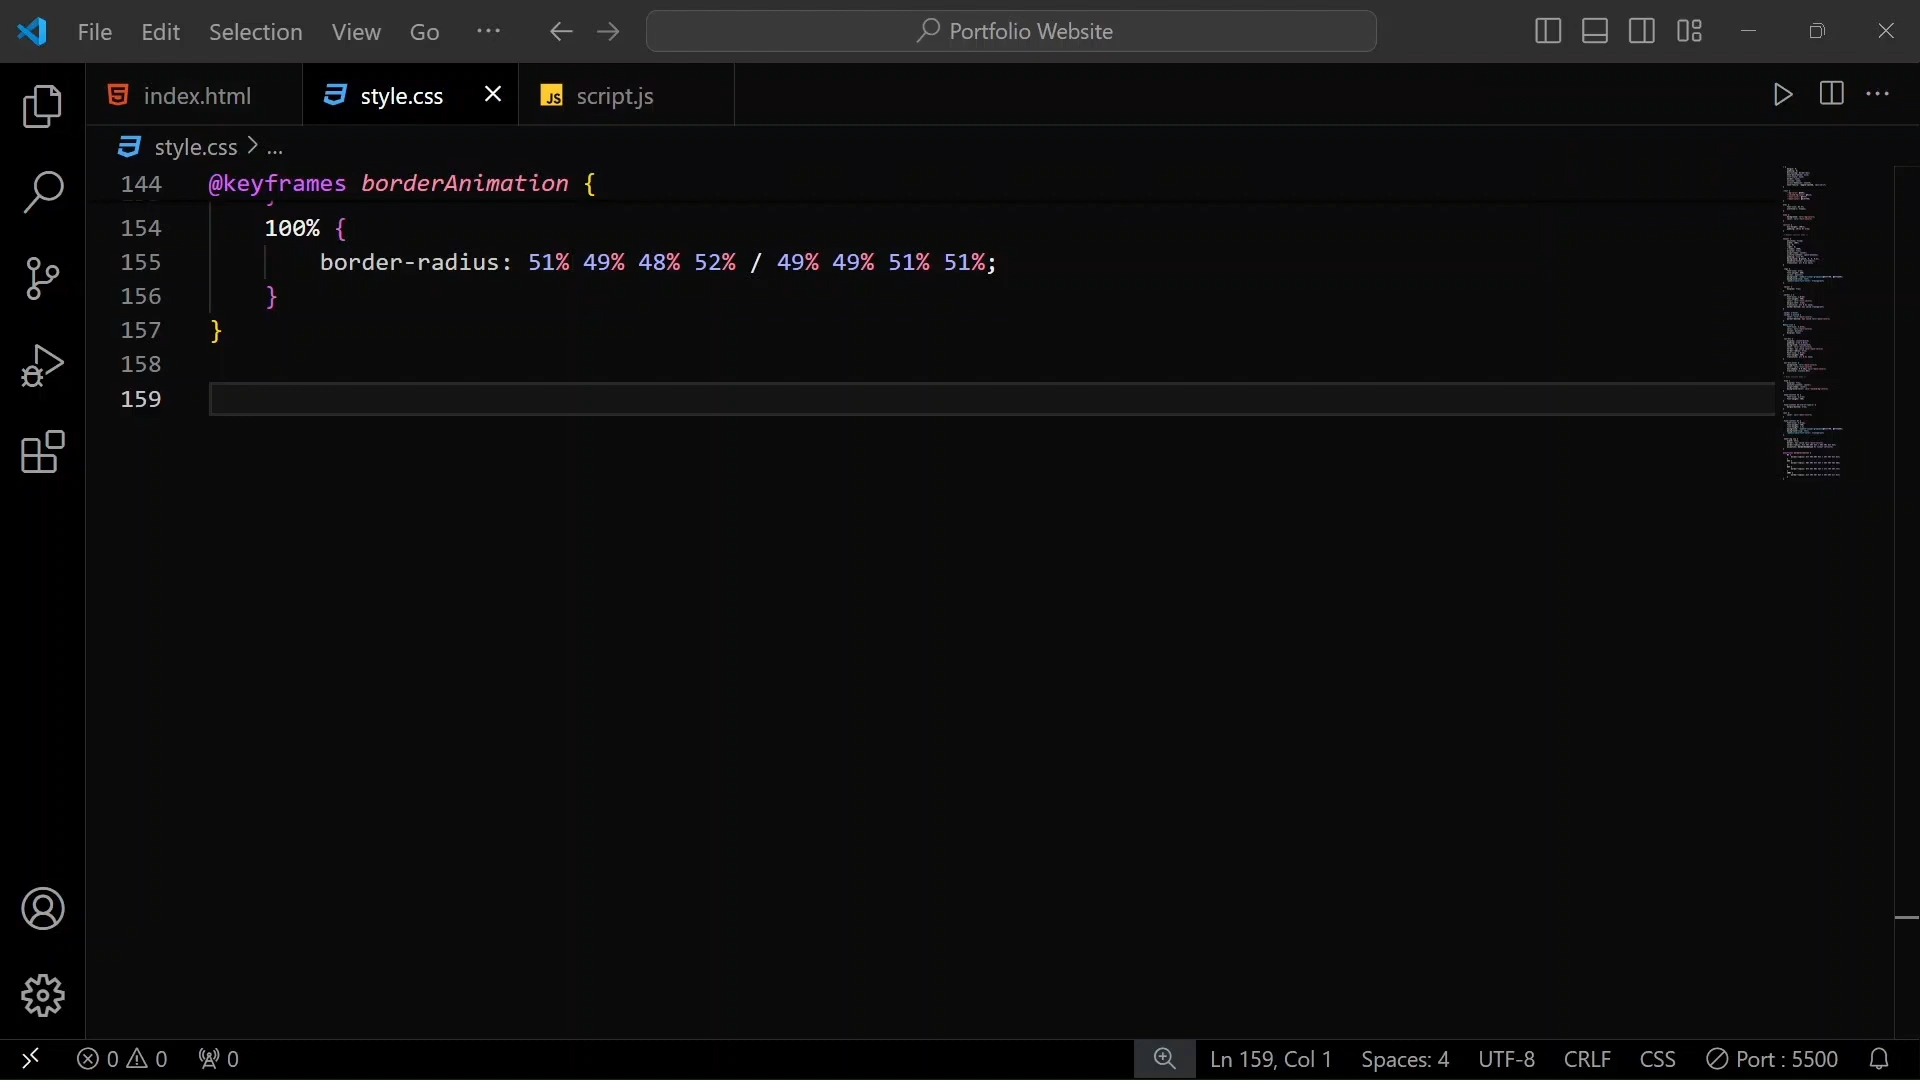 File Edit Selection View Go ··· Portfolio Website
index.html style.css JS script.js
style.css > ...
144 @keyframes borderAnimation {
154 100% {
155 border-radius: 51% 49% 48% 52% / 49% 49% 51% 51%;
156 }
157 }
158
159
0 0 0 Ln 159, Col 1 Spaces: 4 UTF-8 CRLF CSS Port : 5500